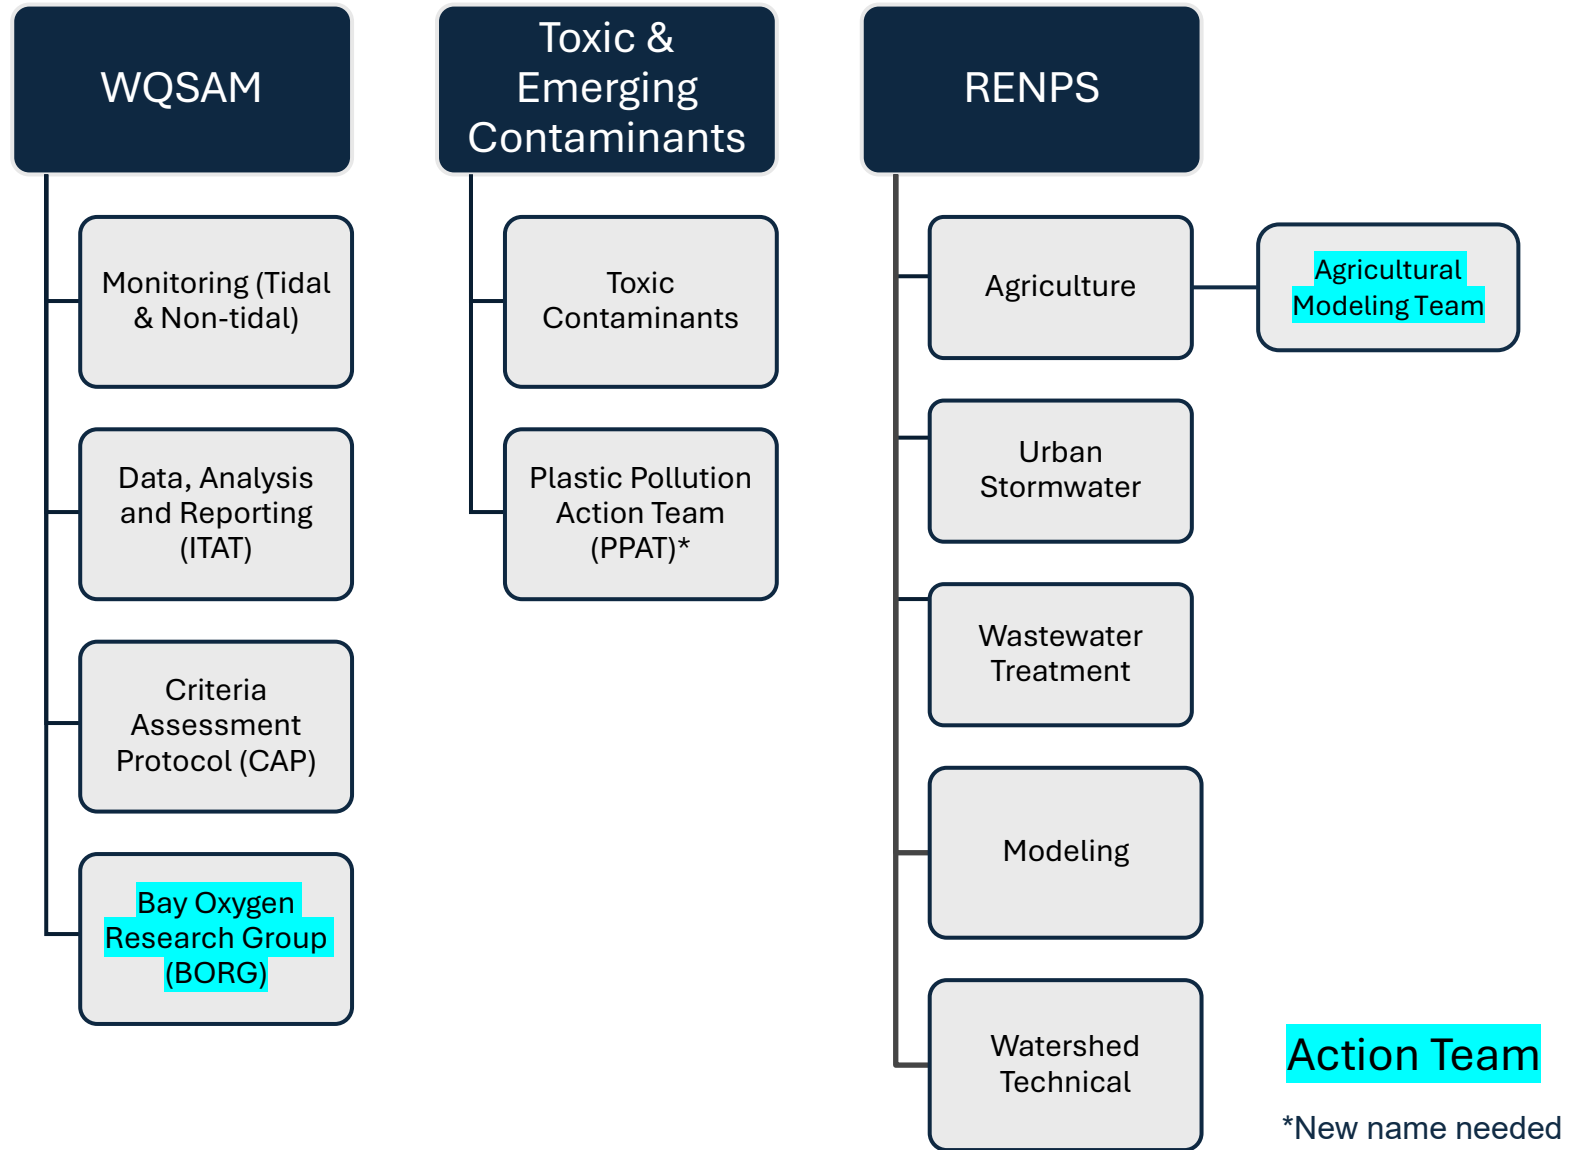 WQSAM
Monitoring (Tidal
& Non-tidal)
Data, Analysis
and Reporting
(ITAT)
Criteria
Assessment
Protocol (CAP)
Bay Oxygen
Research Group
(BORG)
Toxic &
Emerging
Contaminants
Toxic
Contaminants
Plastic Pollution
Action Team
(PPAT)*
RENPS
Agriculture
Agricultural
Modeling Team
Urban
Stormwater
Wastewater
Treatment
Modeling
Watershed
Technical
Action Team
*New name needed